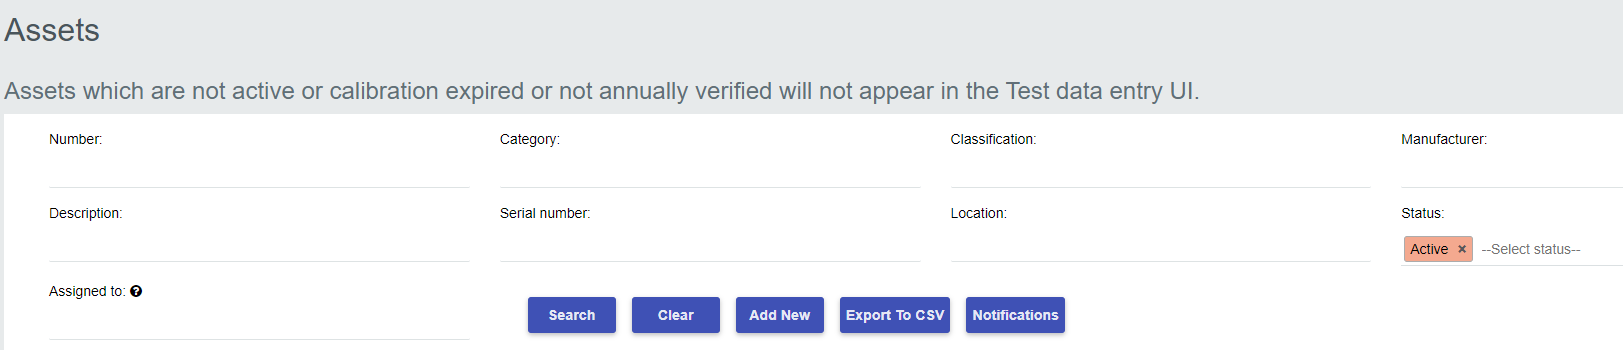 Assets
Assets which are not active or calibration expired or not annually verified will not appear in the Test data entry UI.
Number: Category: Classification: Manufacturer:
Description: Serial number: Location: Status:
Active × --Select status--
Assigned to: ?
Search Clear Add New Export To CSV Notifications